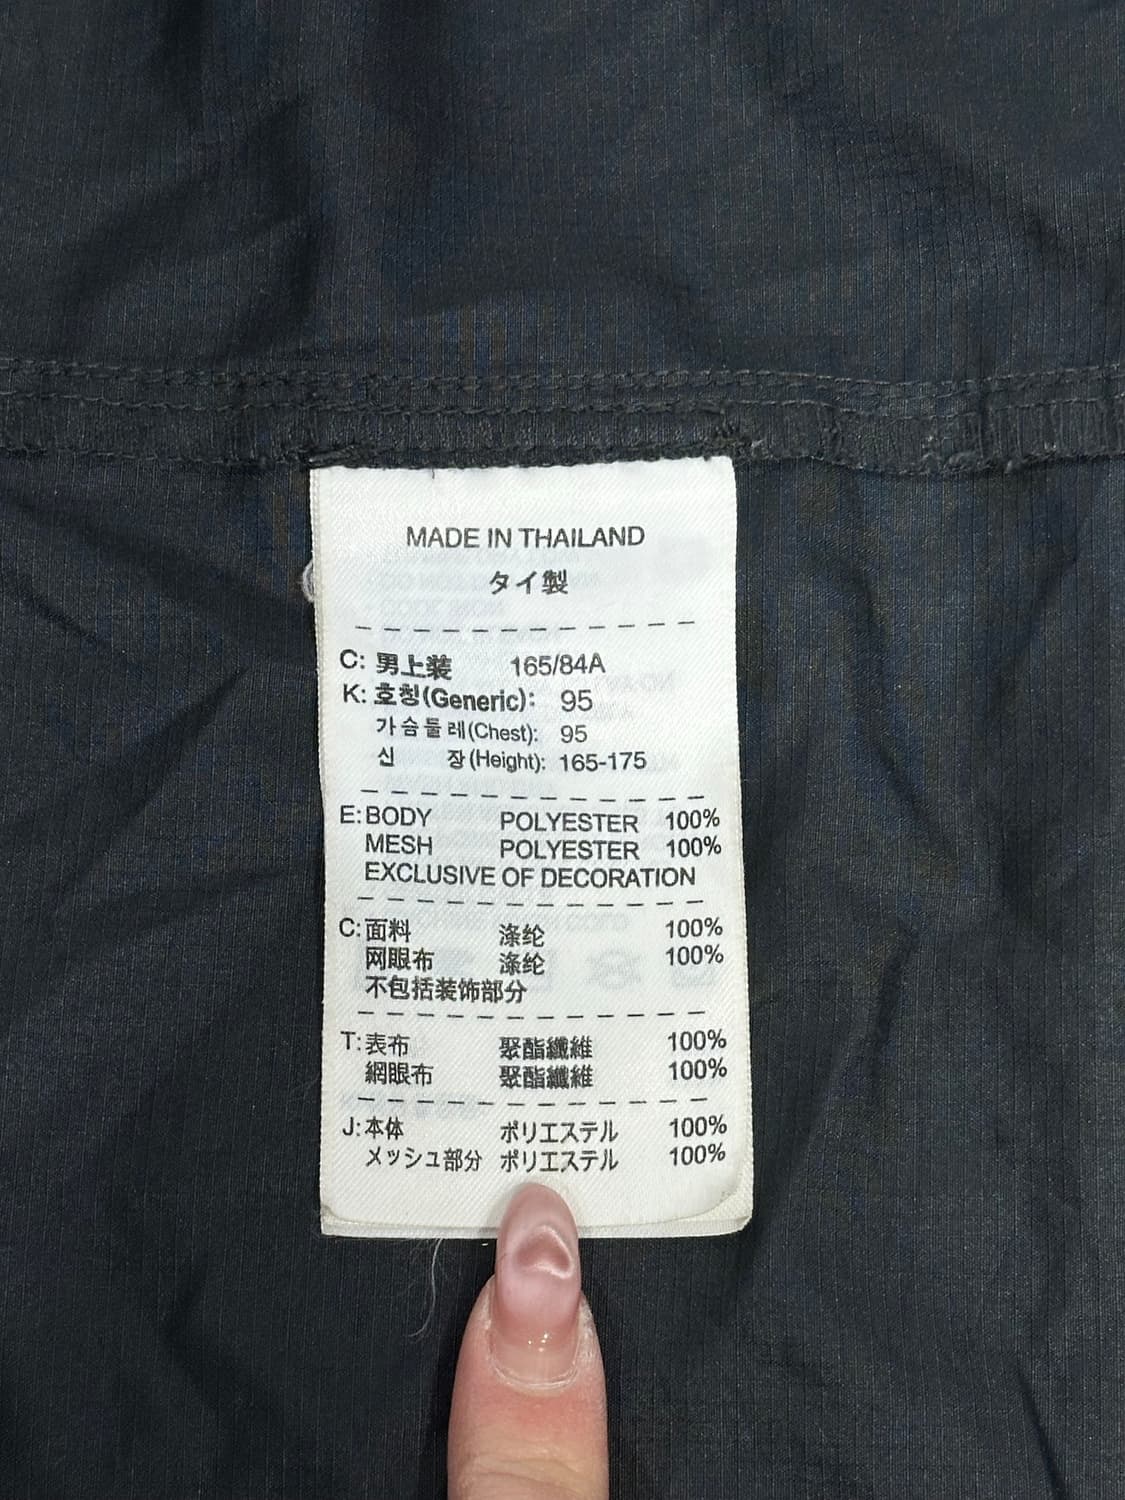 MADE IN THAILAND
タイ製
C: 男上装 165/84A
K: 호칭(Generic): 95
가슴둘레(Chest): 95
신 장(Height): 165-175
E: BODY POLYESTER 100%
MESH POLYESTER 100%
EXCLUSIVE OF DECORATION
C: 面料 涤纶 100%
网眼布 涤纶 100%
不包括装饰部分
T: 表布 聚酯纖維 100%
網眼布 聚酯纖維 100%
J: 本体 ポリエステル 100%
メッシュ部分 ポリエステル 100%